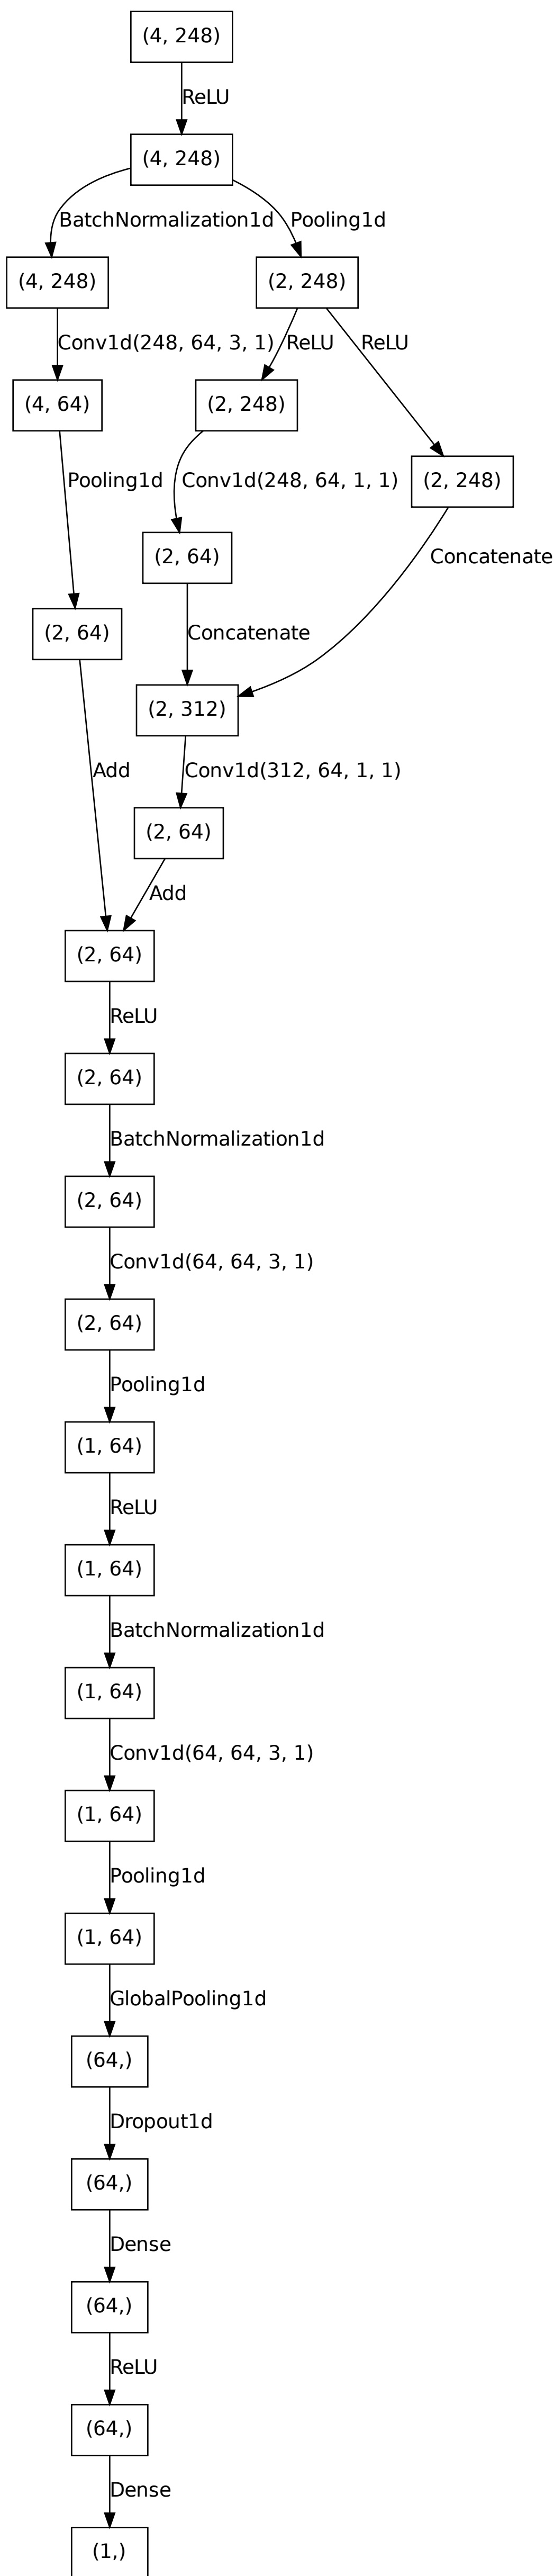 (4, 248)
ReLU
(4, 248)
BatchNormalization1d Pooling1d
(4, 248) (2, 248)
Conv1d(248, 64, 3, 1) ReLU ReLU
(4, 64) (2, 248)
Pooling1d Conv1d(248, 64, 1, 1) (2, 248)
(2, 64) Concatenate
(2, 64) Concatenate
(2, 312)
Add Conv1d(312, 64, 1, 1)
(2, 64)
Add
(2, 64)
ReLU
(2, 64)
BatchNormalization1d
(2, 64)
Conv1d(64, 64, 3, 1)
(2, 64)
Pooling1d
(1, 64)
ReLU
(1, 64)
BatchNormalization1d
(1, 64)
Conv1d(64, 64, 3, 1)
(1, 64)
Pooling1d
(1, 64)
GlobalPooling1d
(64,)
Dropout1d
(64,)
Dense
(64,)
ReLU
(64,)
Dense
(1,)